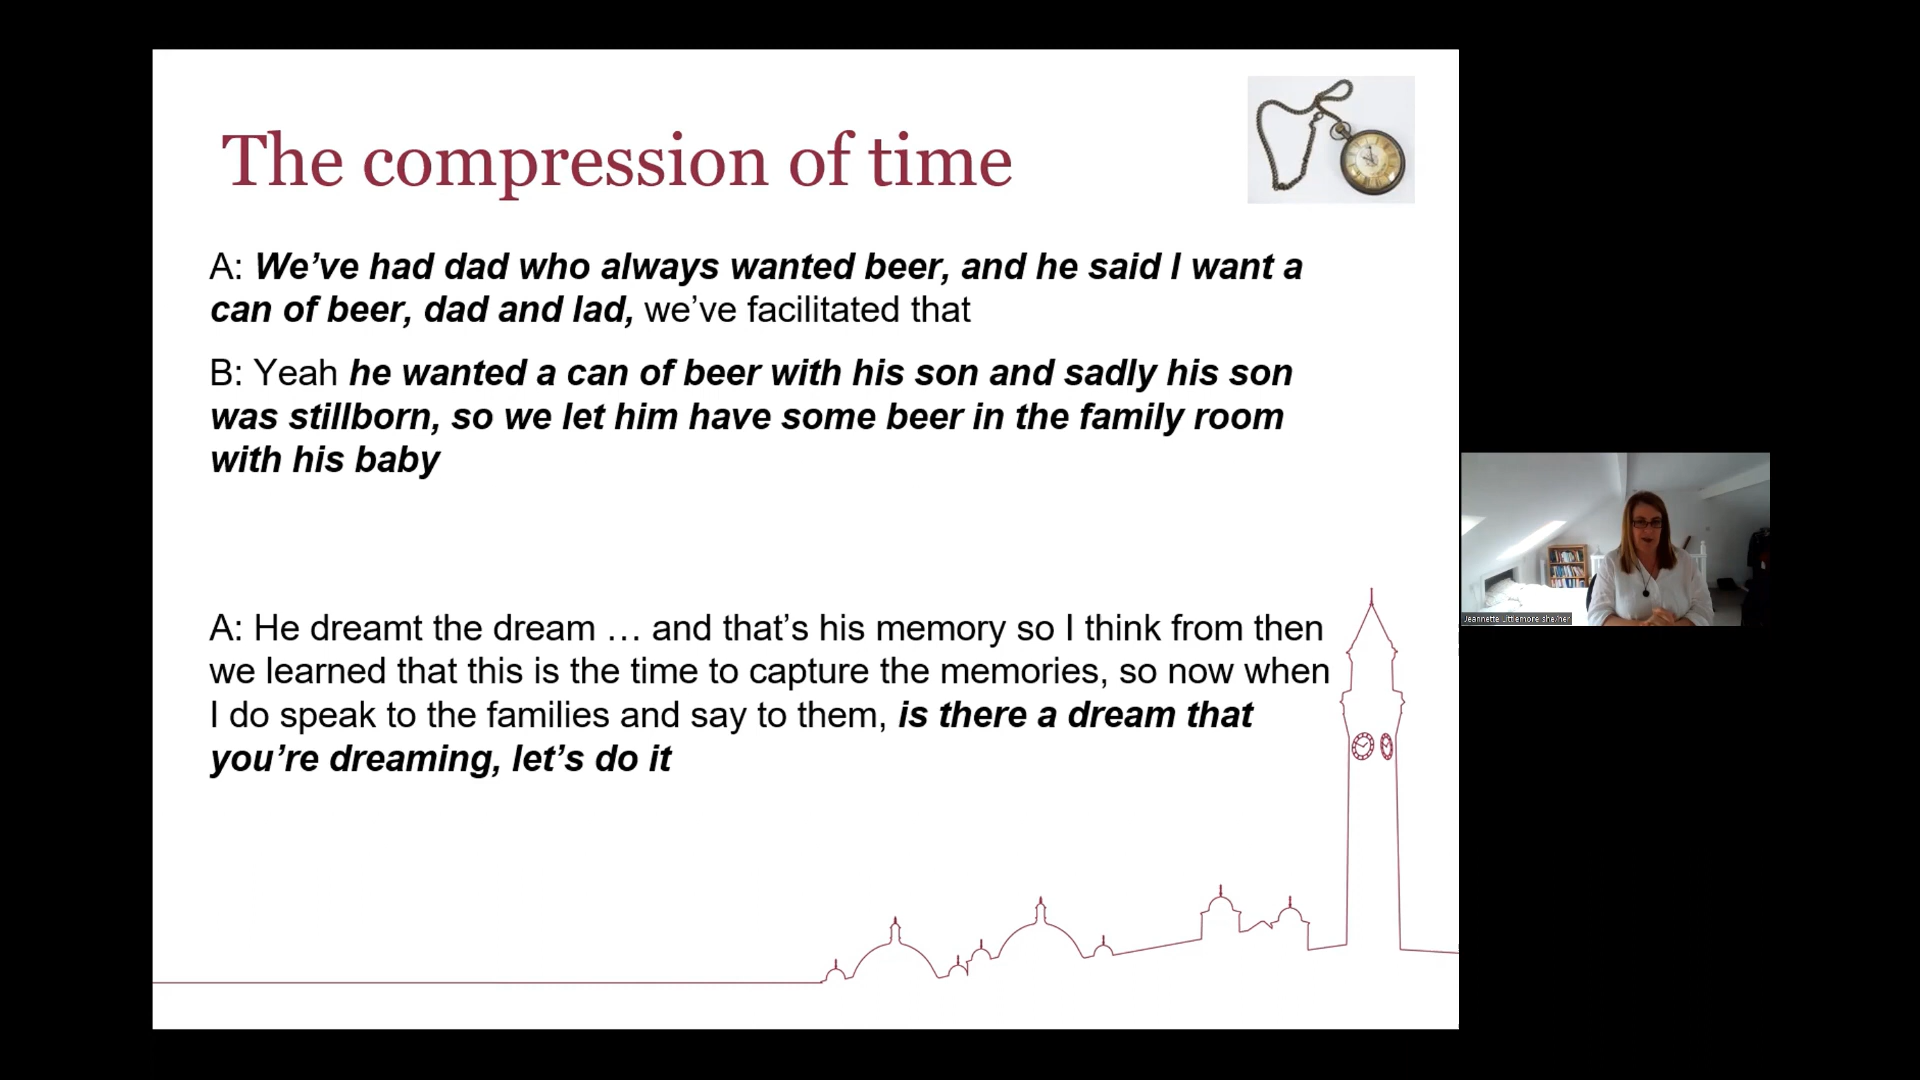 The compression of time
A: We’ve had dad who always wanted beer, and he said I want a
can of beer, dad and lad, we’ve facilitated that
B: Yeah he wanted a can of beer with his son and sadly his son
was stillborn, so we let him have some beer in the family room
with his baby
A: He dreamt the dream … and that’s his memory so I think from then
we learned that this is the time to capture the memories, so now when
I do speak to the families and say to them, is there a dream that
you’re dreaming, let’s do it
Jeannette Littlemore she/her